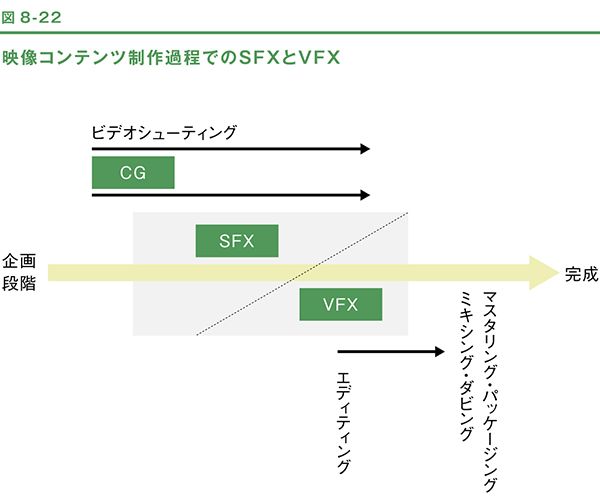 図8-22
映像コンテンツ制作過程でのSFXとVFX
ビデオシューティング
CG
SFX
企画
段階
完成
VFX
エディティング
マスタリング・パッケージング
ミキシング・ダビング